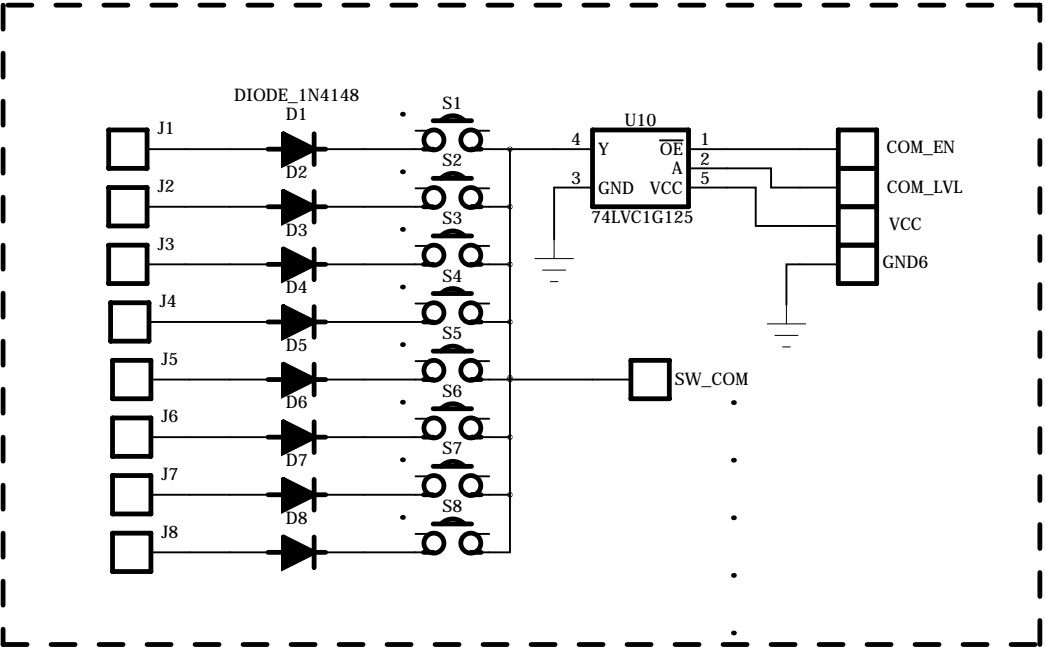 DIODE_1N4148
D1
S1
J1
D2
S2
J2
D3
S3
J3
D4
S4
J4
D5
S5
J5
D6
S6
J6
D7
S7
J7
D8
S8
J8
U10
4 Y OE 1
A 2
3 GND VCC 5
74LVC1G125
COM_EN
COM_LVL
VCC
GND6
SW_COM